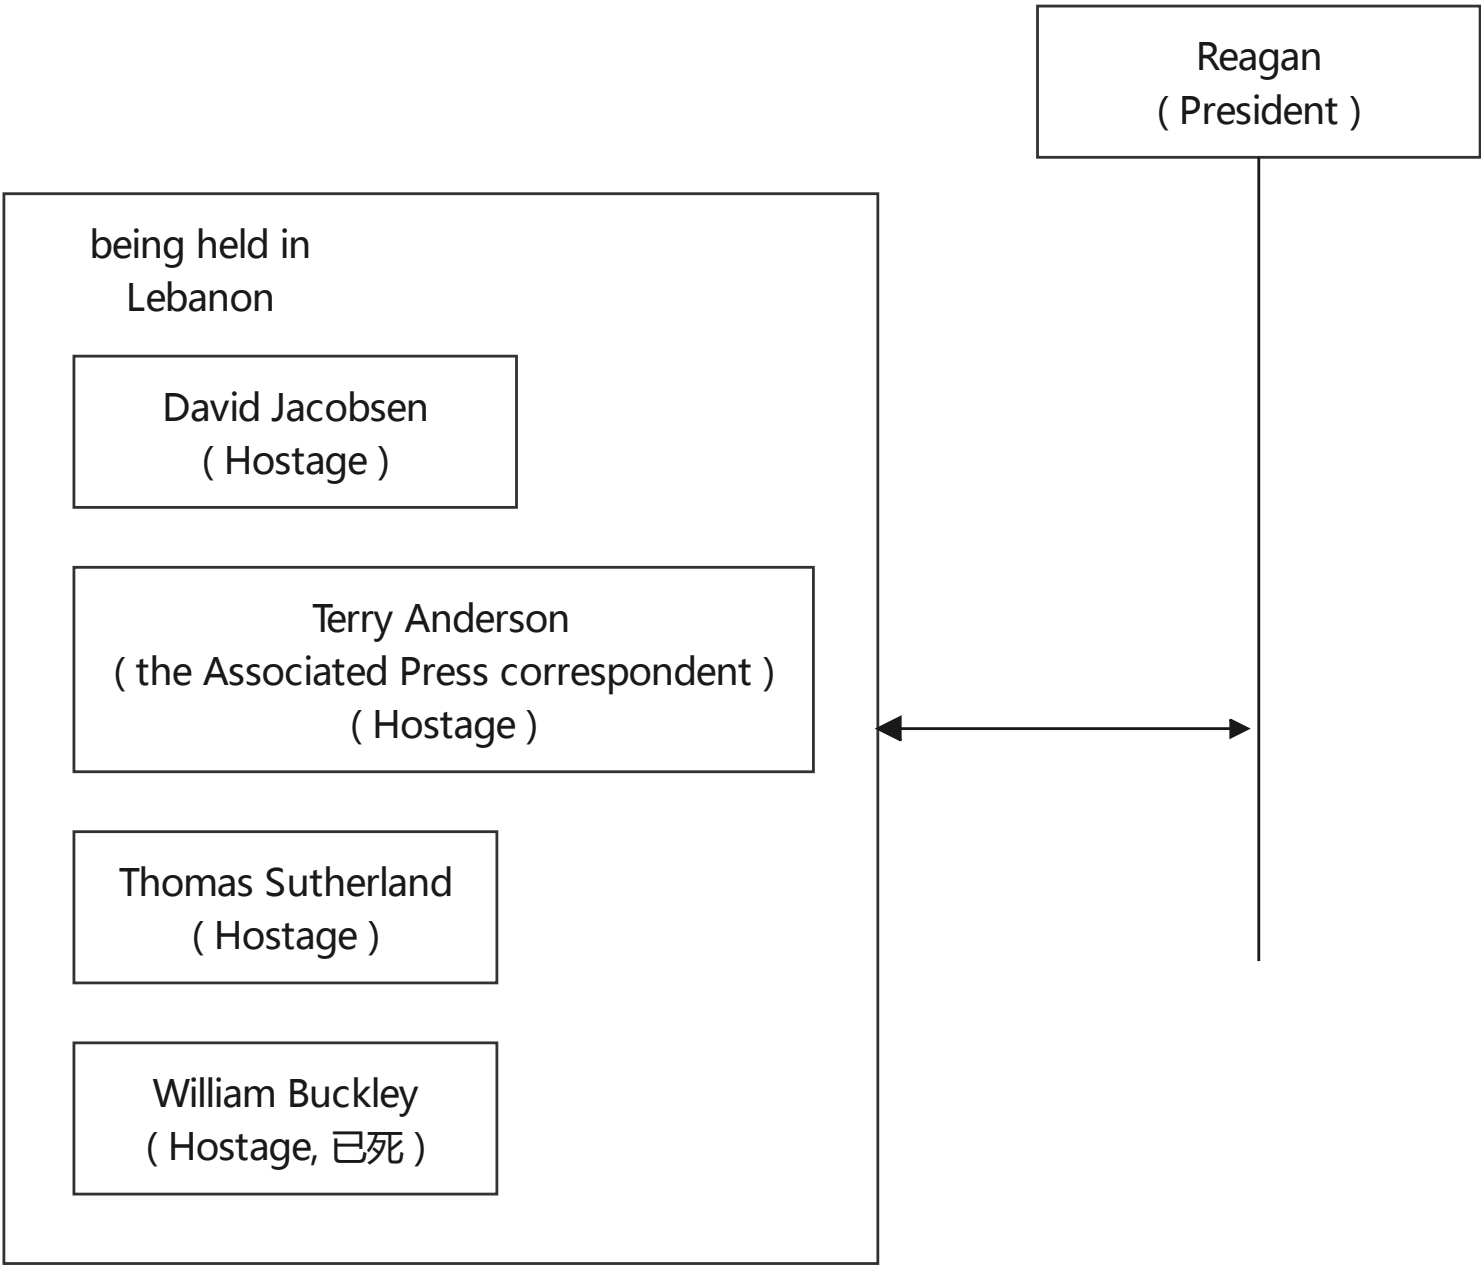 Reagan
( President )
being held in
Lebanon
David Jacobsen
( Hostage )
Terry Anderson
( the Associated Press correspondent )
( Hostage )
Thomas Sutherland
( Hostage )
William Buckley
( Hostage, 已死 )